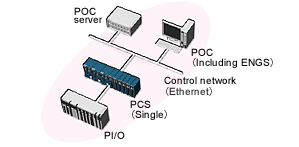 POC
server
POC
(Including ENGS)
Control network
(Ethernet)
PCS
(Single)
PI/O